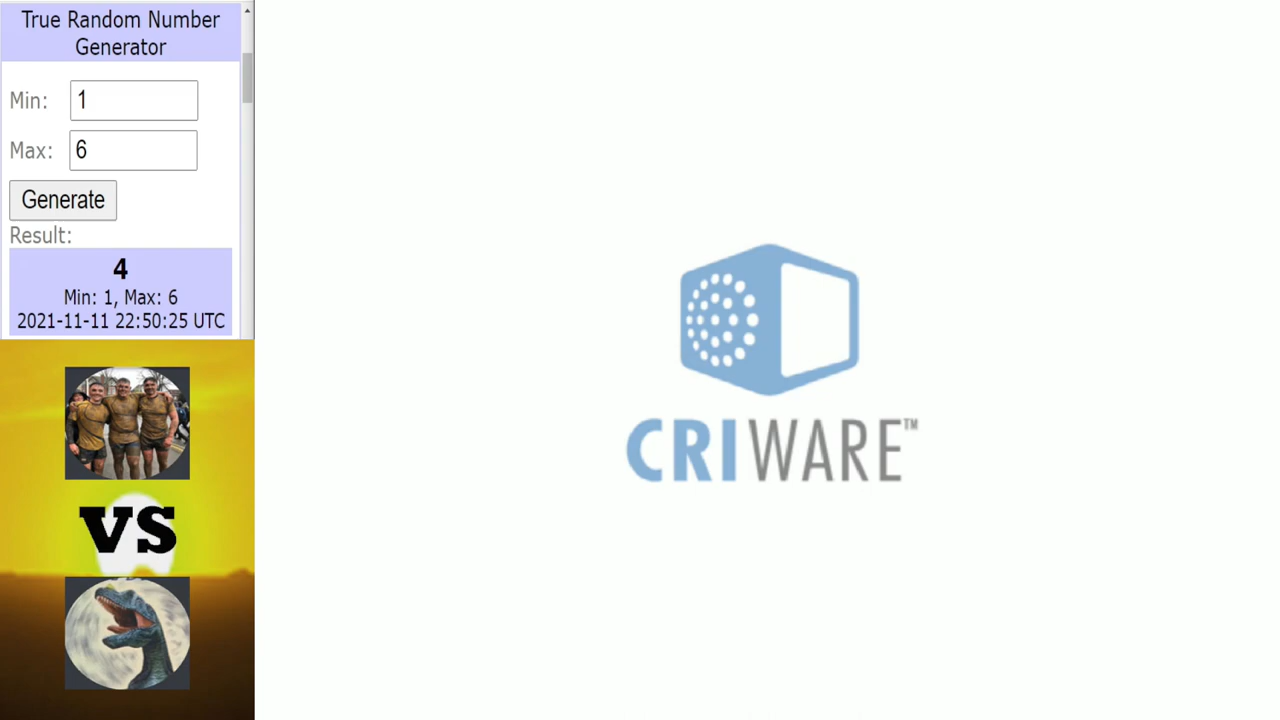 True Random Number
Generator
Min: 1
Max: 6
Generate
Result:
4
Min: 1, Max: 6
2021-11-11 22:50:25 UTC
VS
CRIWARE™